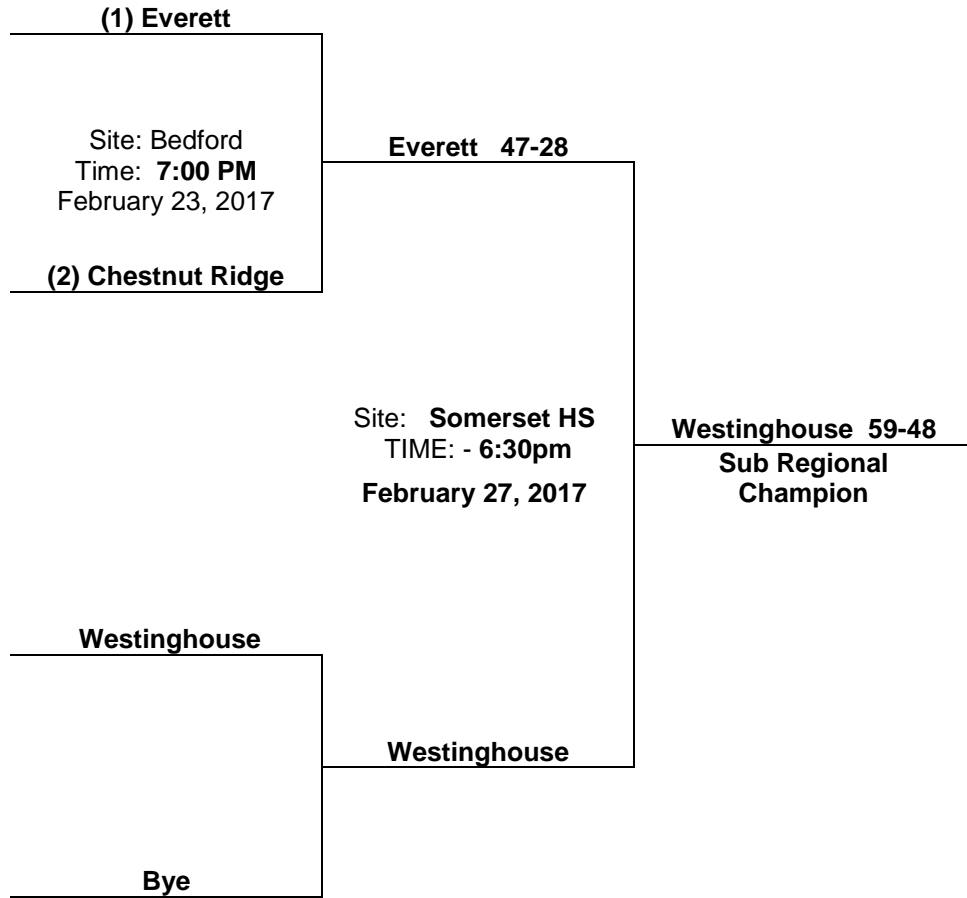 (1) Everett
Site: Bedford
Time: 7:00 PM
February 23, 2017
Everett 47-28
(2) Chestnut Ridge
Site: Somerset HS
TIME: - 6:30pm
February 27, 2017
Westinghouse 59-48
Sub Regional
Champion
Westinghouse
Westinghouse
Bye